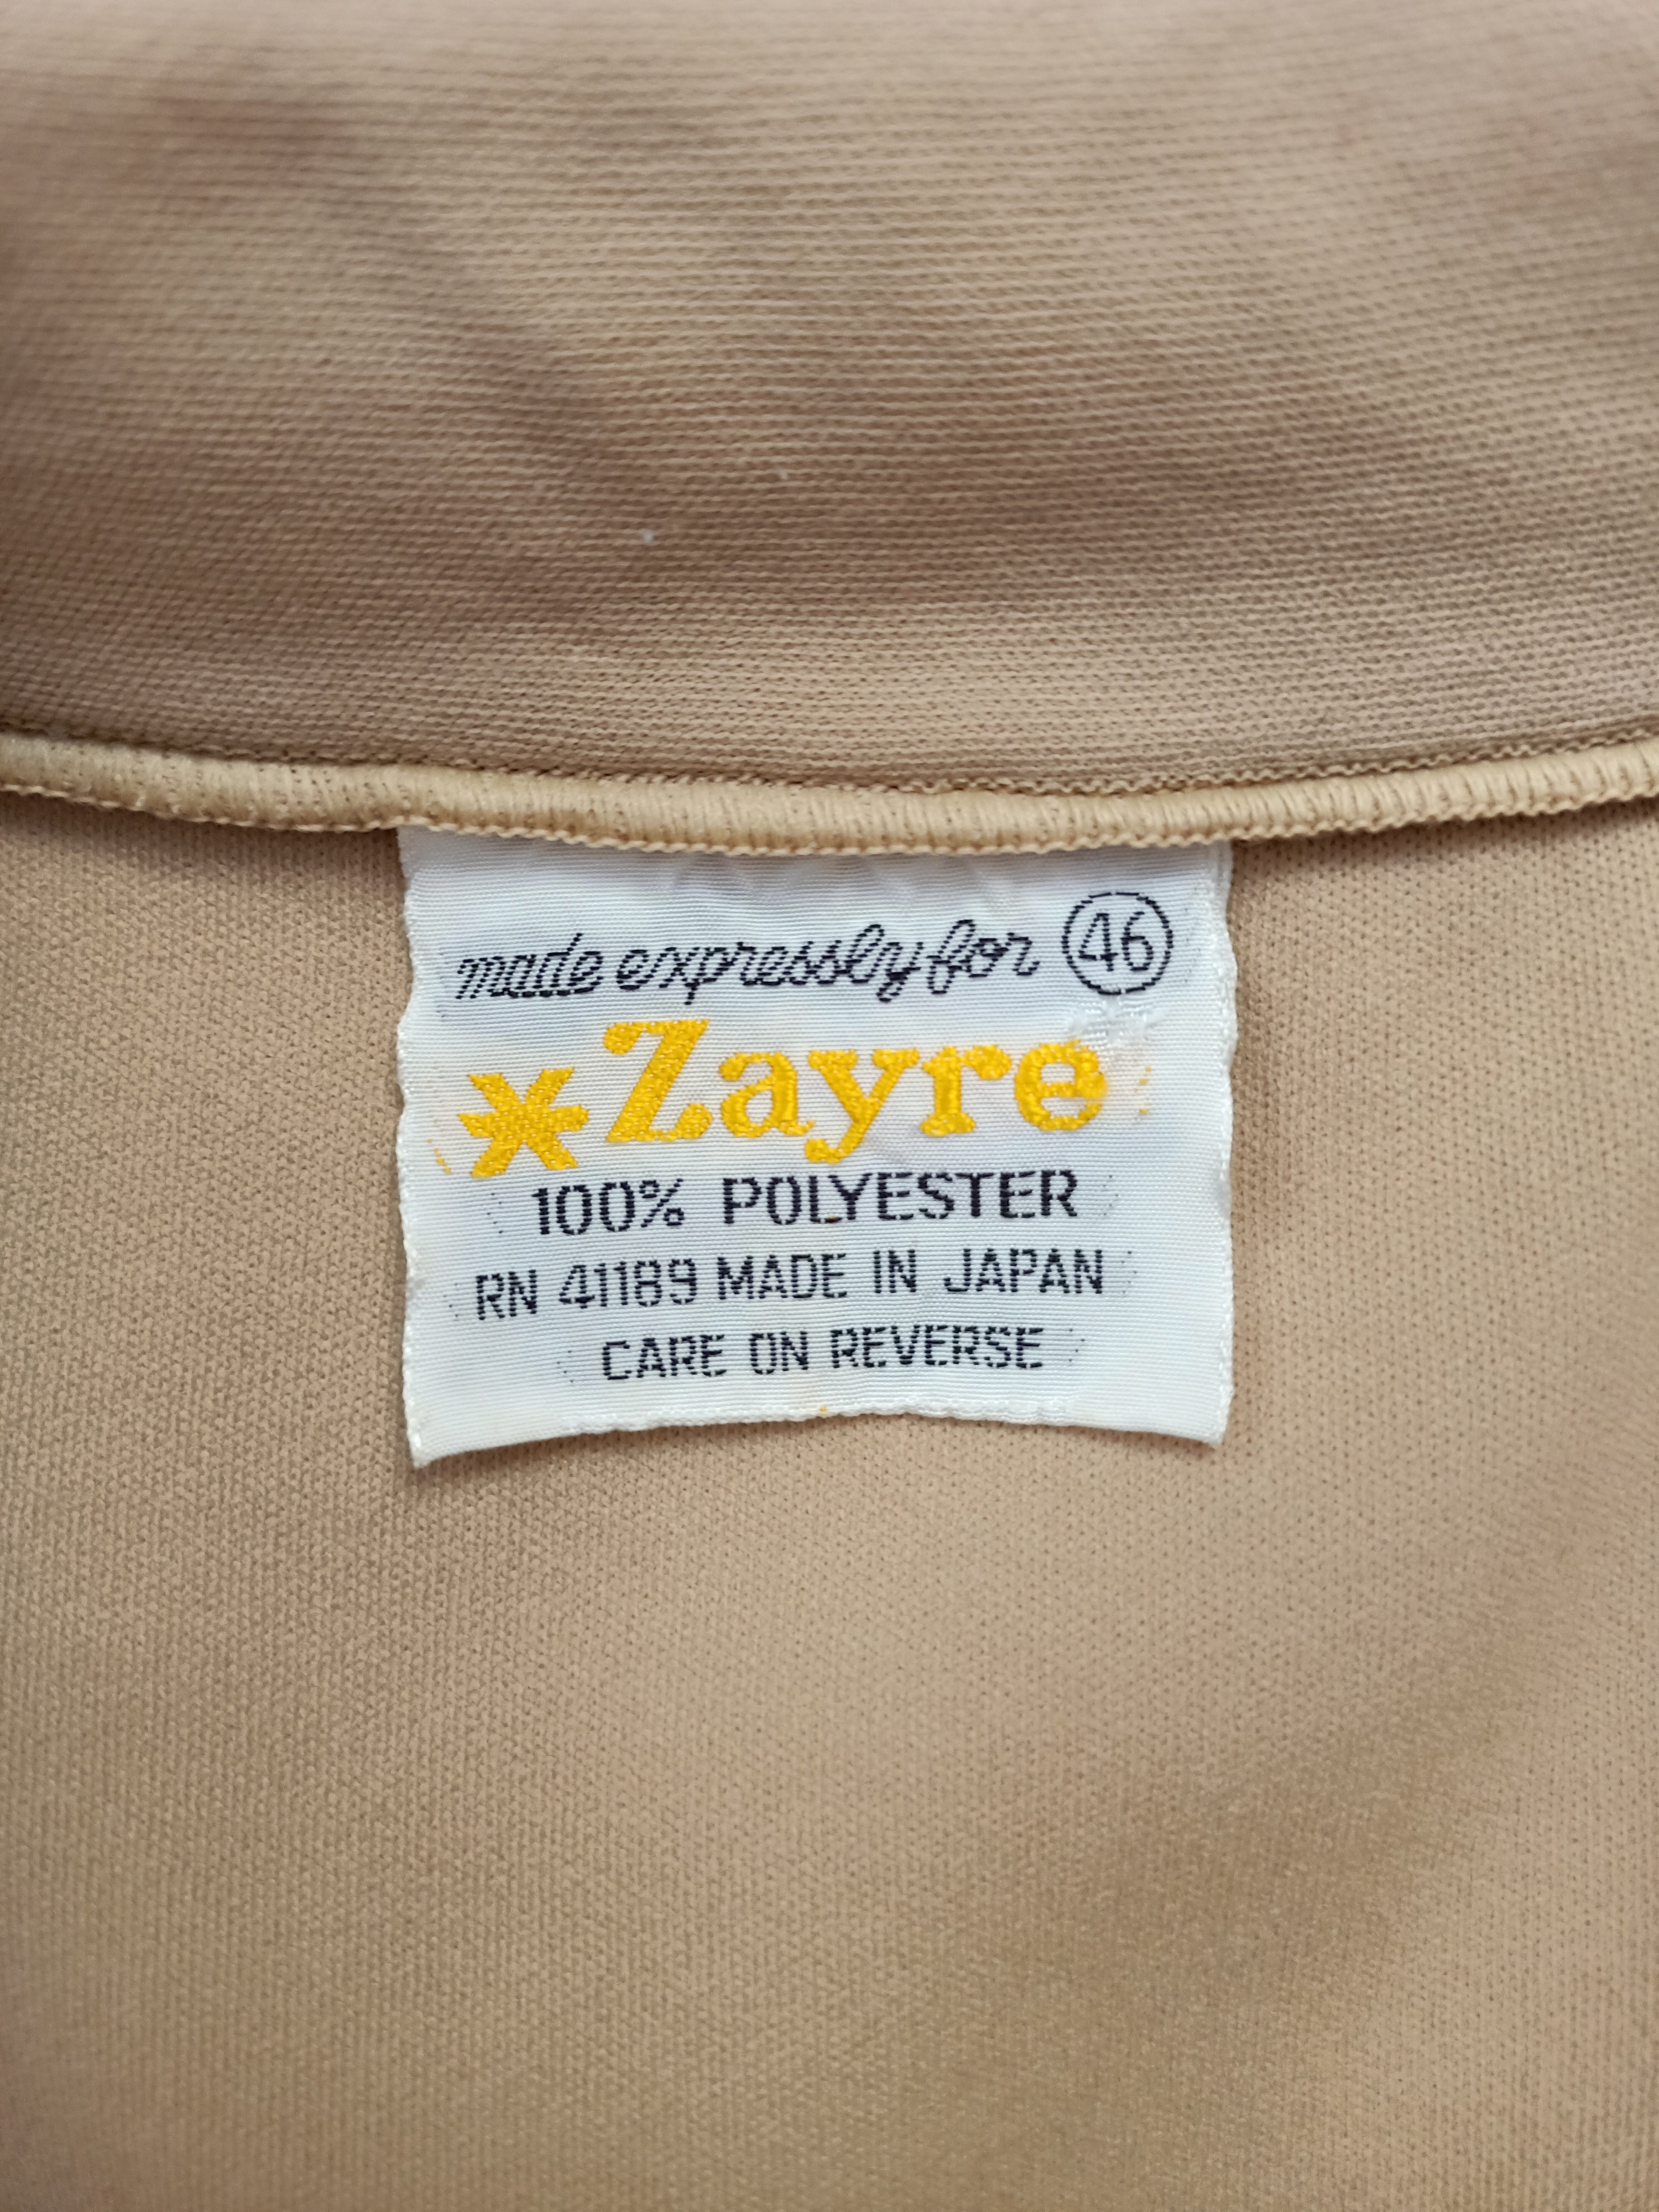 made expressly for 46
Zayre
100% POLYESTER
RN 41189 MADE IN JAPAN
CARE ON REVERSE